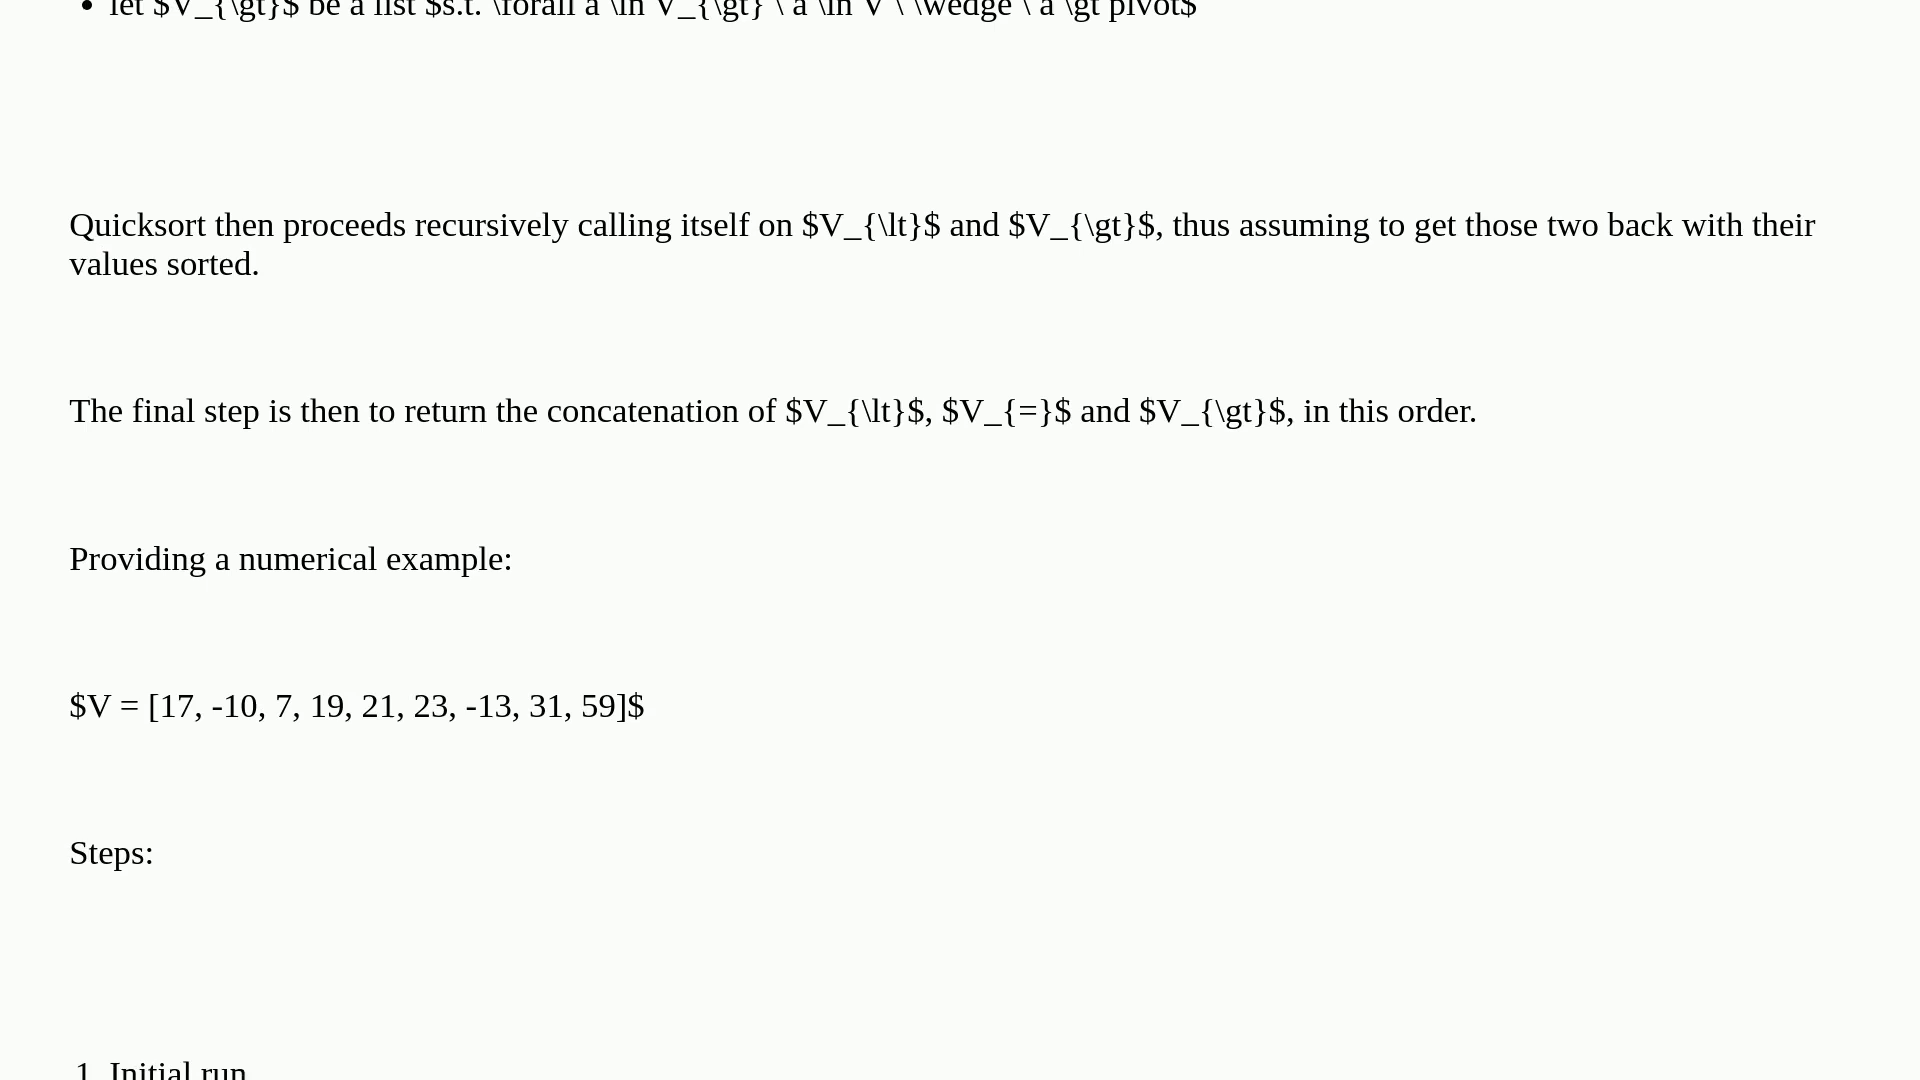 let $V_{\gt}$ be a list $s.t. \forall a \in V_{\gt} \ a \in V \ \wedge \ a \gt pivot$
Quicksort then proceeds recursively calling itself on $V_{\lt}$ and $V_{\gt}$, thus assuming to get those two back with their
values sorted.
The final step is then to return the concatenation of $V_{\lt}$, $V_{=}$ and $V_{\gt}$, in this order.
Providing a numerical example:
$V = [17, -10, 7, 19, 21, 23, -13, 31, 59]$
Steps:
1. Initial run